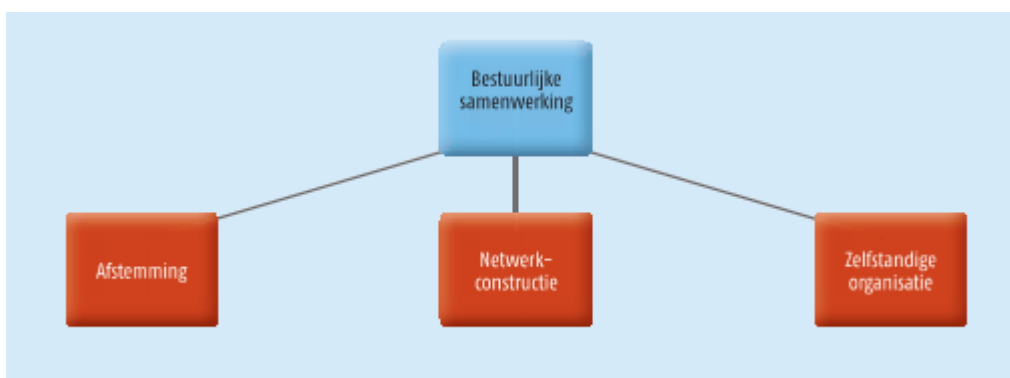 Bestuurlijke
samenwerking
Afstemming
Netwerk-
constructie
Zelfstandige
organisatie